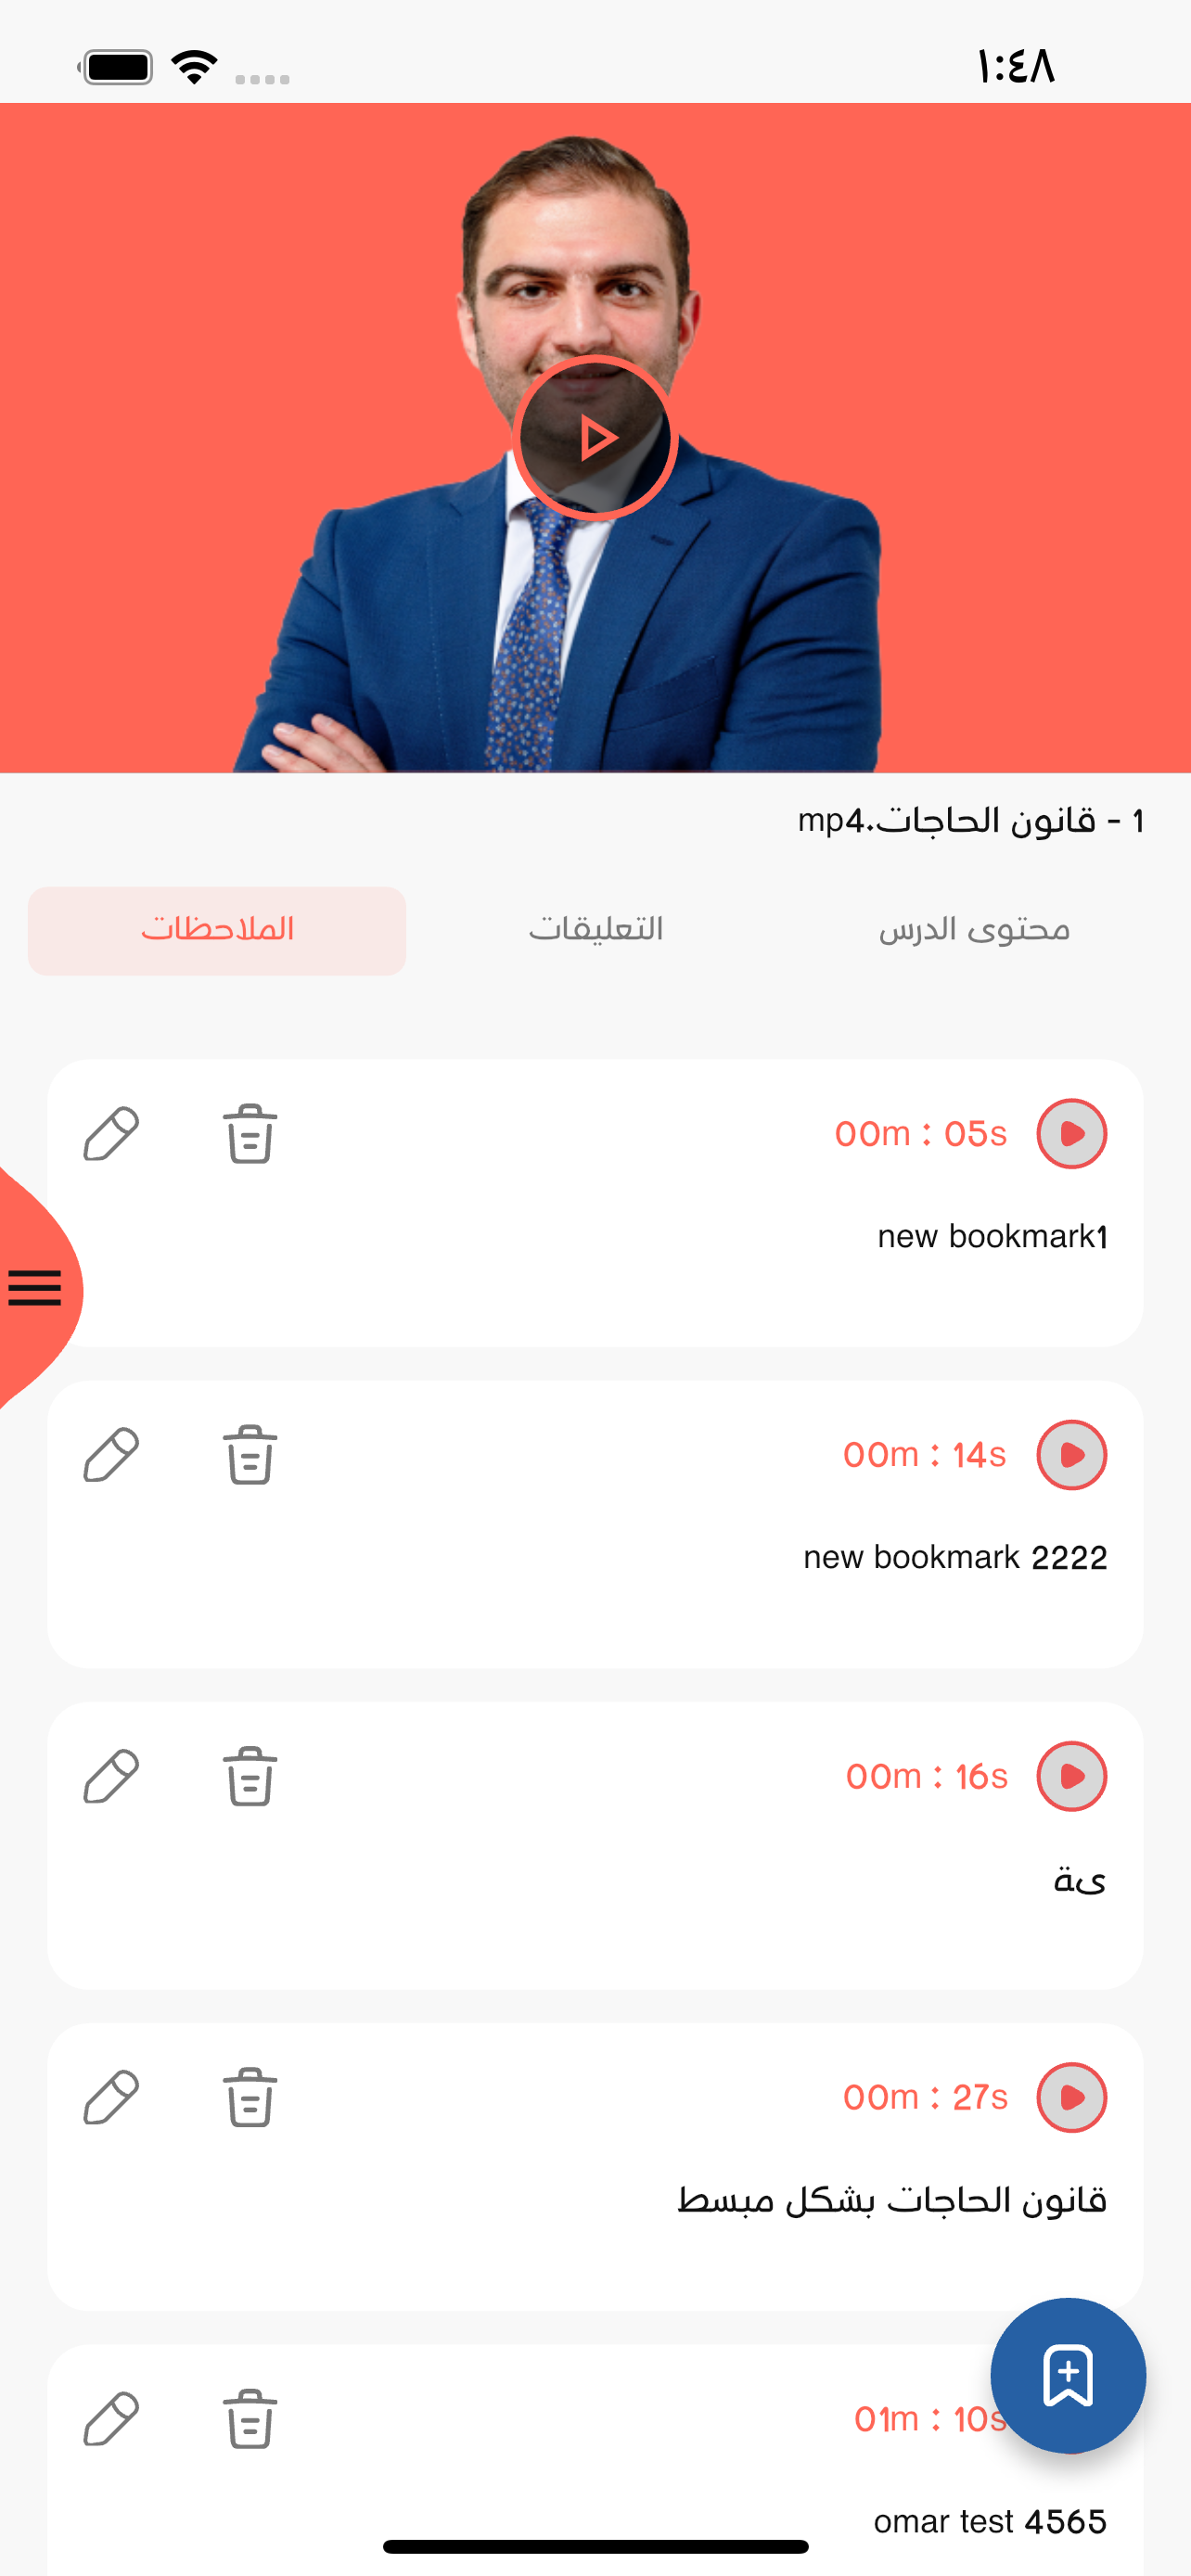 ١:٤٨
1 - قانون الحاجات.mp4
محتوى الدرس
التعليقات
الملاحظات
00m : 05s
new bookmark1
00m : 14s
new bookmark 2222
00m : 16s
ىة
00m : 27s
قانون الحاجات بشكل مبسط
01m : 10s
omar test 4565